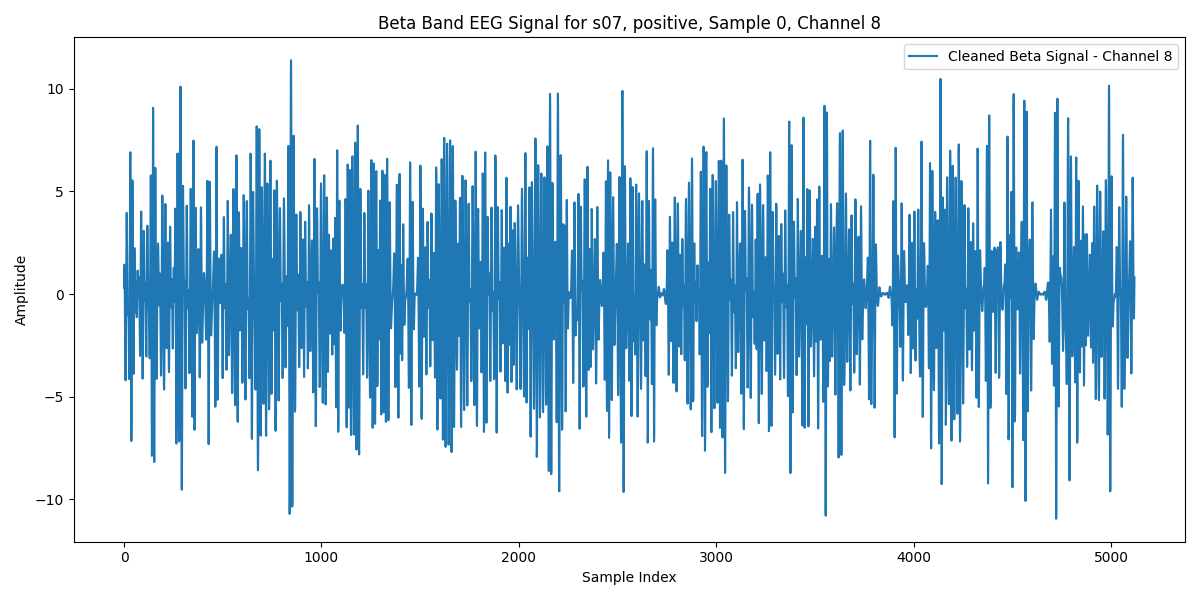 Beta Band EEG Signal for s07, positive, Sample 0, Channel 8
Cleaned Beta Signal - Channel 8
Amplitude
10
5
0
−5
−10
0 1000 2000 3000 4000 5000
Sample Index